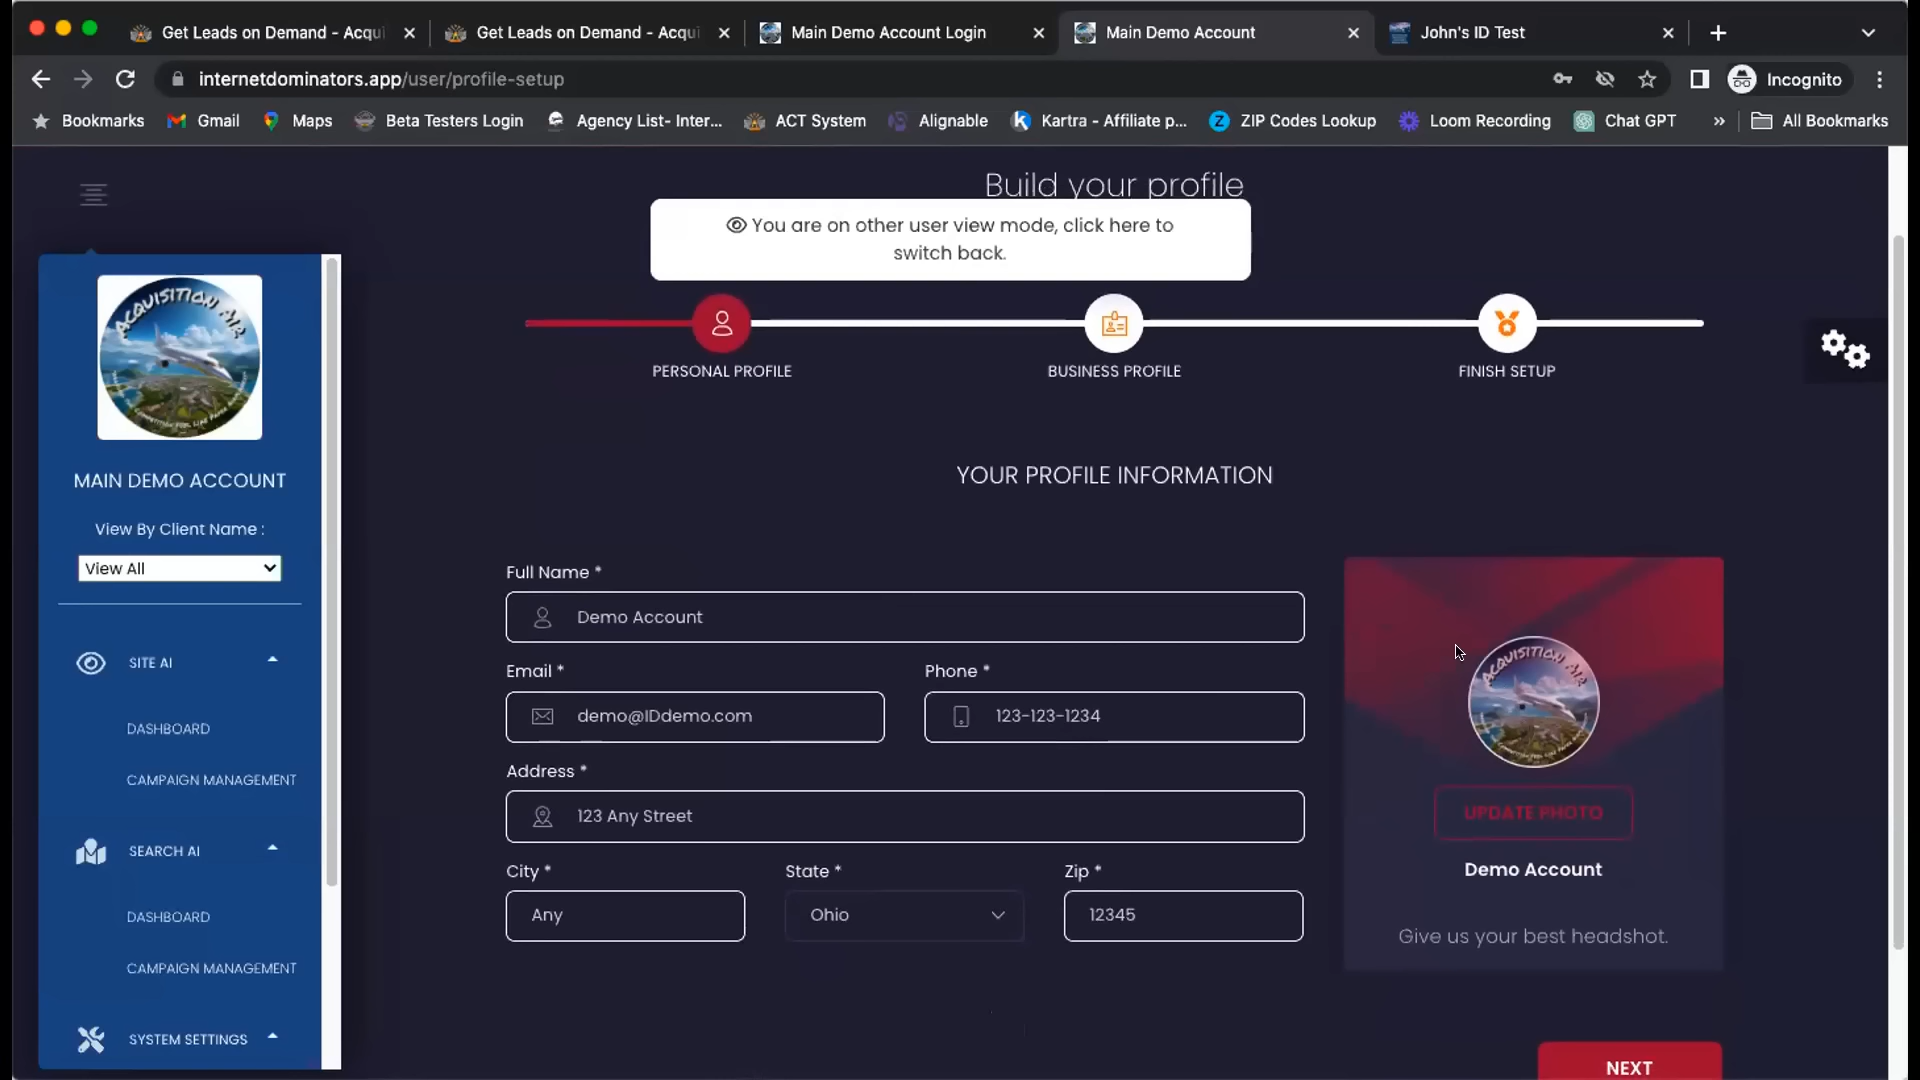 Get Leads on Demand - Acqui
Get Leads on Demand - Acqui
Main Demo Account Login
Main Demo Account
John's ID Test
internetdominators.app/user/profile-setup
Incognito
Bookmarks
Gmail
Maps
Beta Testers Login
Agency List- Inter...
ACT System
Alignable
Kartra - Affiliate p...
ZIP Codes Lookup
Loom Recording
Chat GPT
»
All Bookmarks
Build your profile
You are on other user view mode, click here to
switch back.
PERSONAL PROFILE
BUSINESS PROFILE
FINISH SETUP
ACQUISITION
MAIN DEMO ACCOUNT
View By Client Name :
View All
SITE AI
DASHBOARD
CAMPAIGN MANAGEMENT
SEARCH AI
DASHBOARD
CAMPAIGN MANAGEMENT
SYSTEM SETTINGS
YOUR PROFILE INFORMATION
Full Name *
Demo Account
Email *
Phone *
demo@IDdemo.com
123-123-1234
Address *
123 Any Street
City *
State *
Zip *
Any
Ohio
12345
ACQUISITION
UPDATE PHOTO
Demo Account
Give us your best headshot.
NEXT